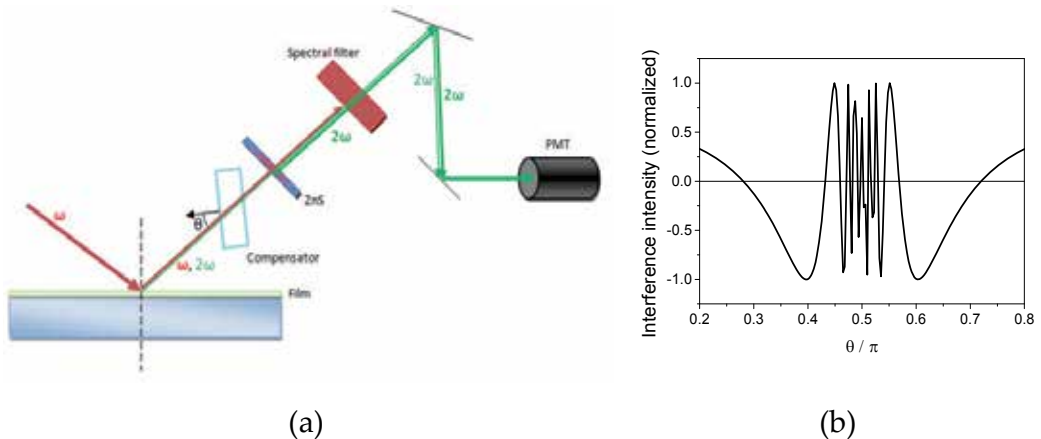 Spectral filter
2ω
2ω
2ω
PMT
ZnS
θ
Compensator
ω
ω, 2ω
Film
(a)
Interference intensity (normalized)
1.0
0.5
0.0
-0.5
-1.0
0.2 0.3 0.4 0.5 0.6 0.7 0.8
θ / π
(b)